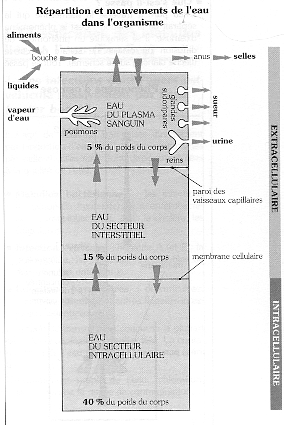 Répartition et mouvements de l'eau
dans l'organisme
aliments
bouche
anus
selles
liquides
vapeur
d'eau
poumons
EAU
DU PLASMA
SANGUIN
glandes
sudoripares
sueur
urine
reins
5 % du poids du corps
paroi des
vaisseaux capillaires
EAU
DU SECTEUR
INTERSTITIEL
15 % du poids du corps
membrane cellulaire
EAU
DU SECTEUR
INTRACELLULAIRE
40 % du poids du corps
EXTRACELLULAIRE
INTRACELLULAIRE